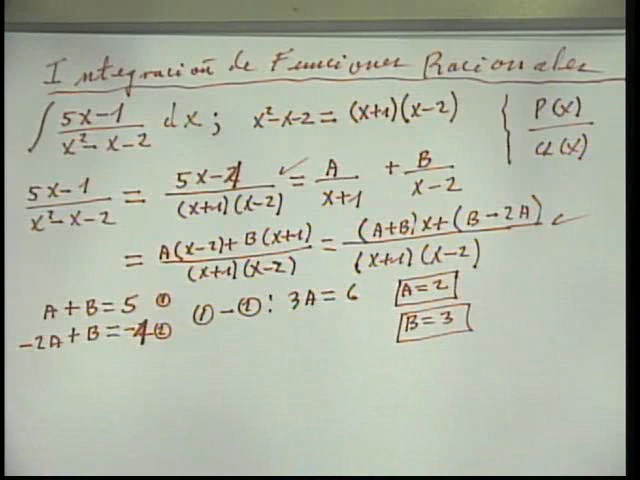 Integración de Funciones Racionales
∫ (5x-1)/(x²-x-2) dx ; x²-x-2 = (x+1)(x-2) { P(x)/Q(x)
(5x-1)/(x²-x-2) = (5x-1)/((x+1)(x-2)) = A/(x+1) + B/(x-2)
= (A(x-2)+B(x+1))/((x+1)(x-2)) = ((A+B)x+(B-2A))/((x+1)(x-2))
A+B=5 ① ①-②: 3A=6 A=2
-2A+B=-1 ② B=3